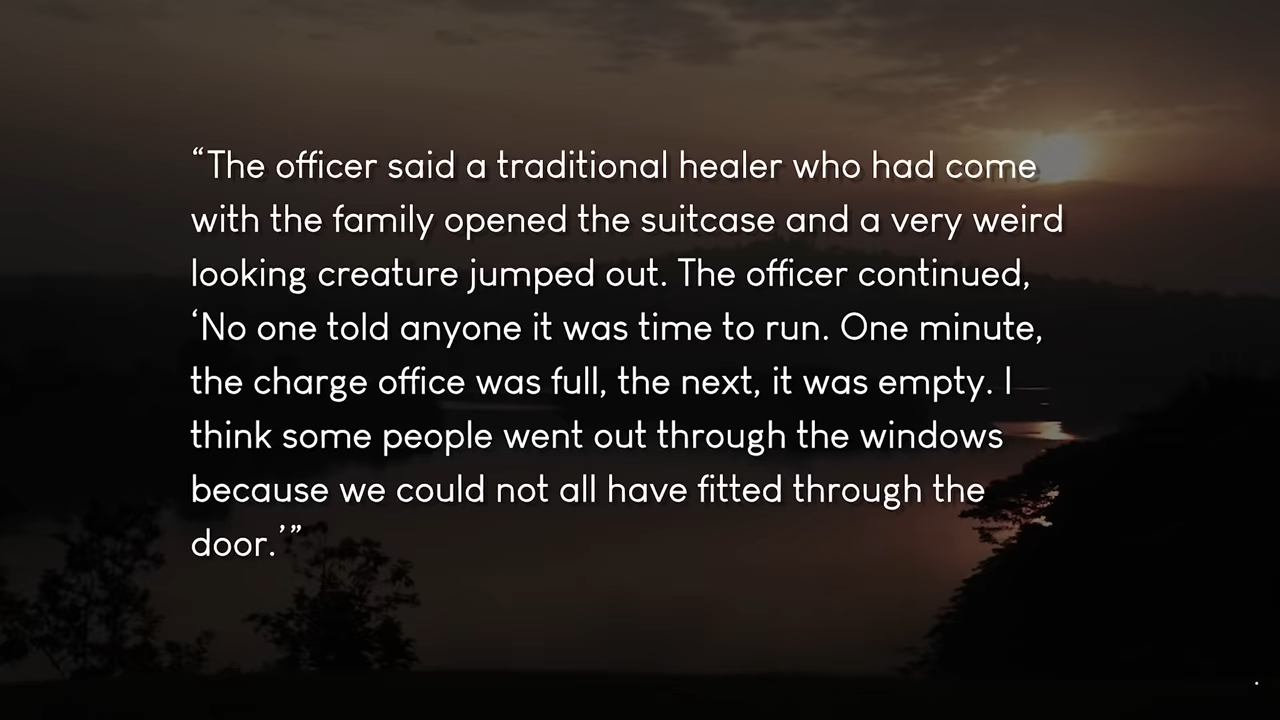 “The officer said a traditional healer who had come
with the family opened the suitcase and a very weird
looking creature jumped out. The officer continued,
‘No one told anyone it was time to run. One minute,
the charge office was full, the next, it was empty. I
think some people went out through the windows
because we could not all have fitted through the
door.’”